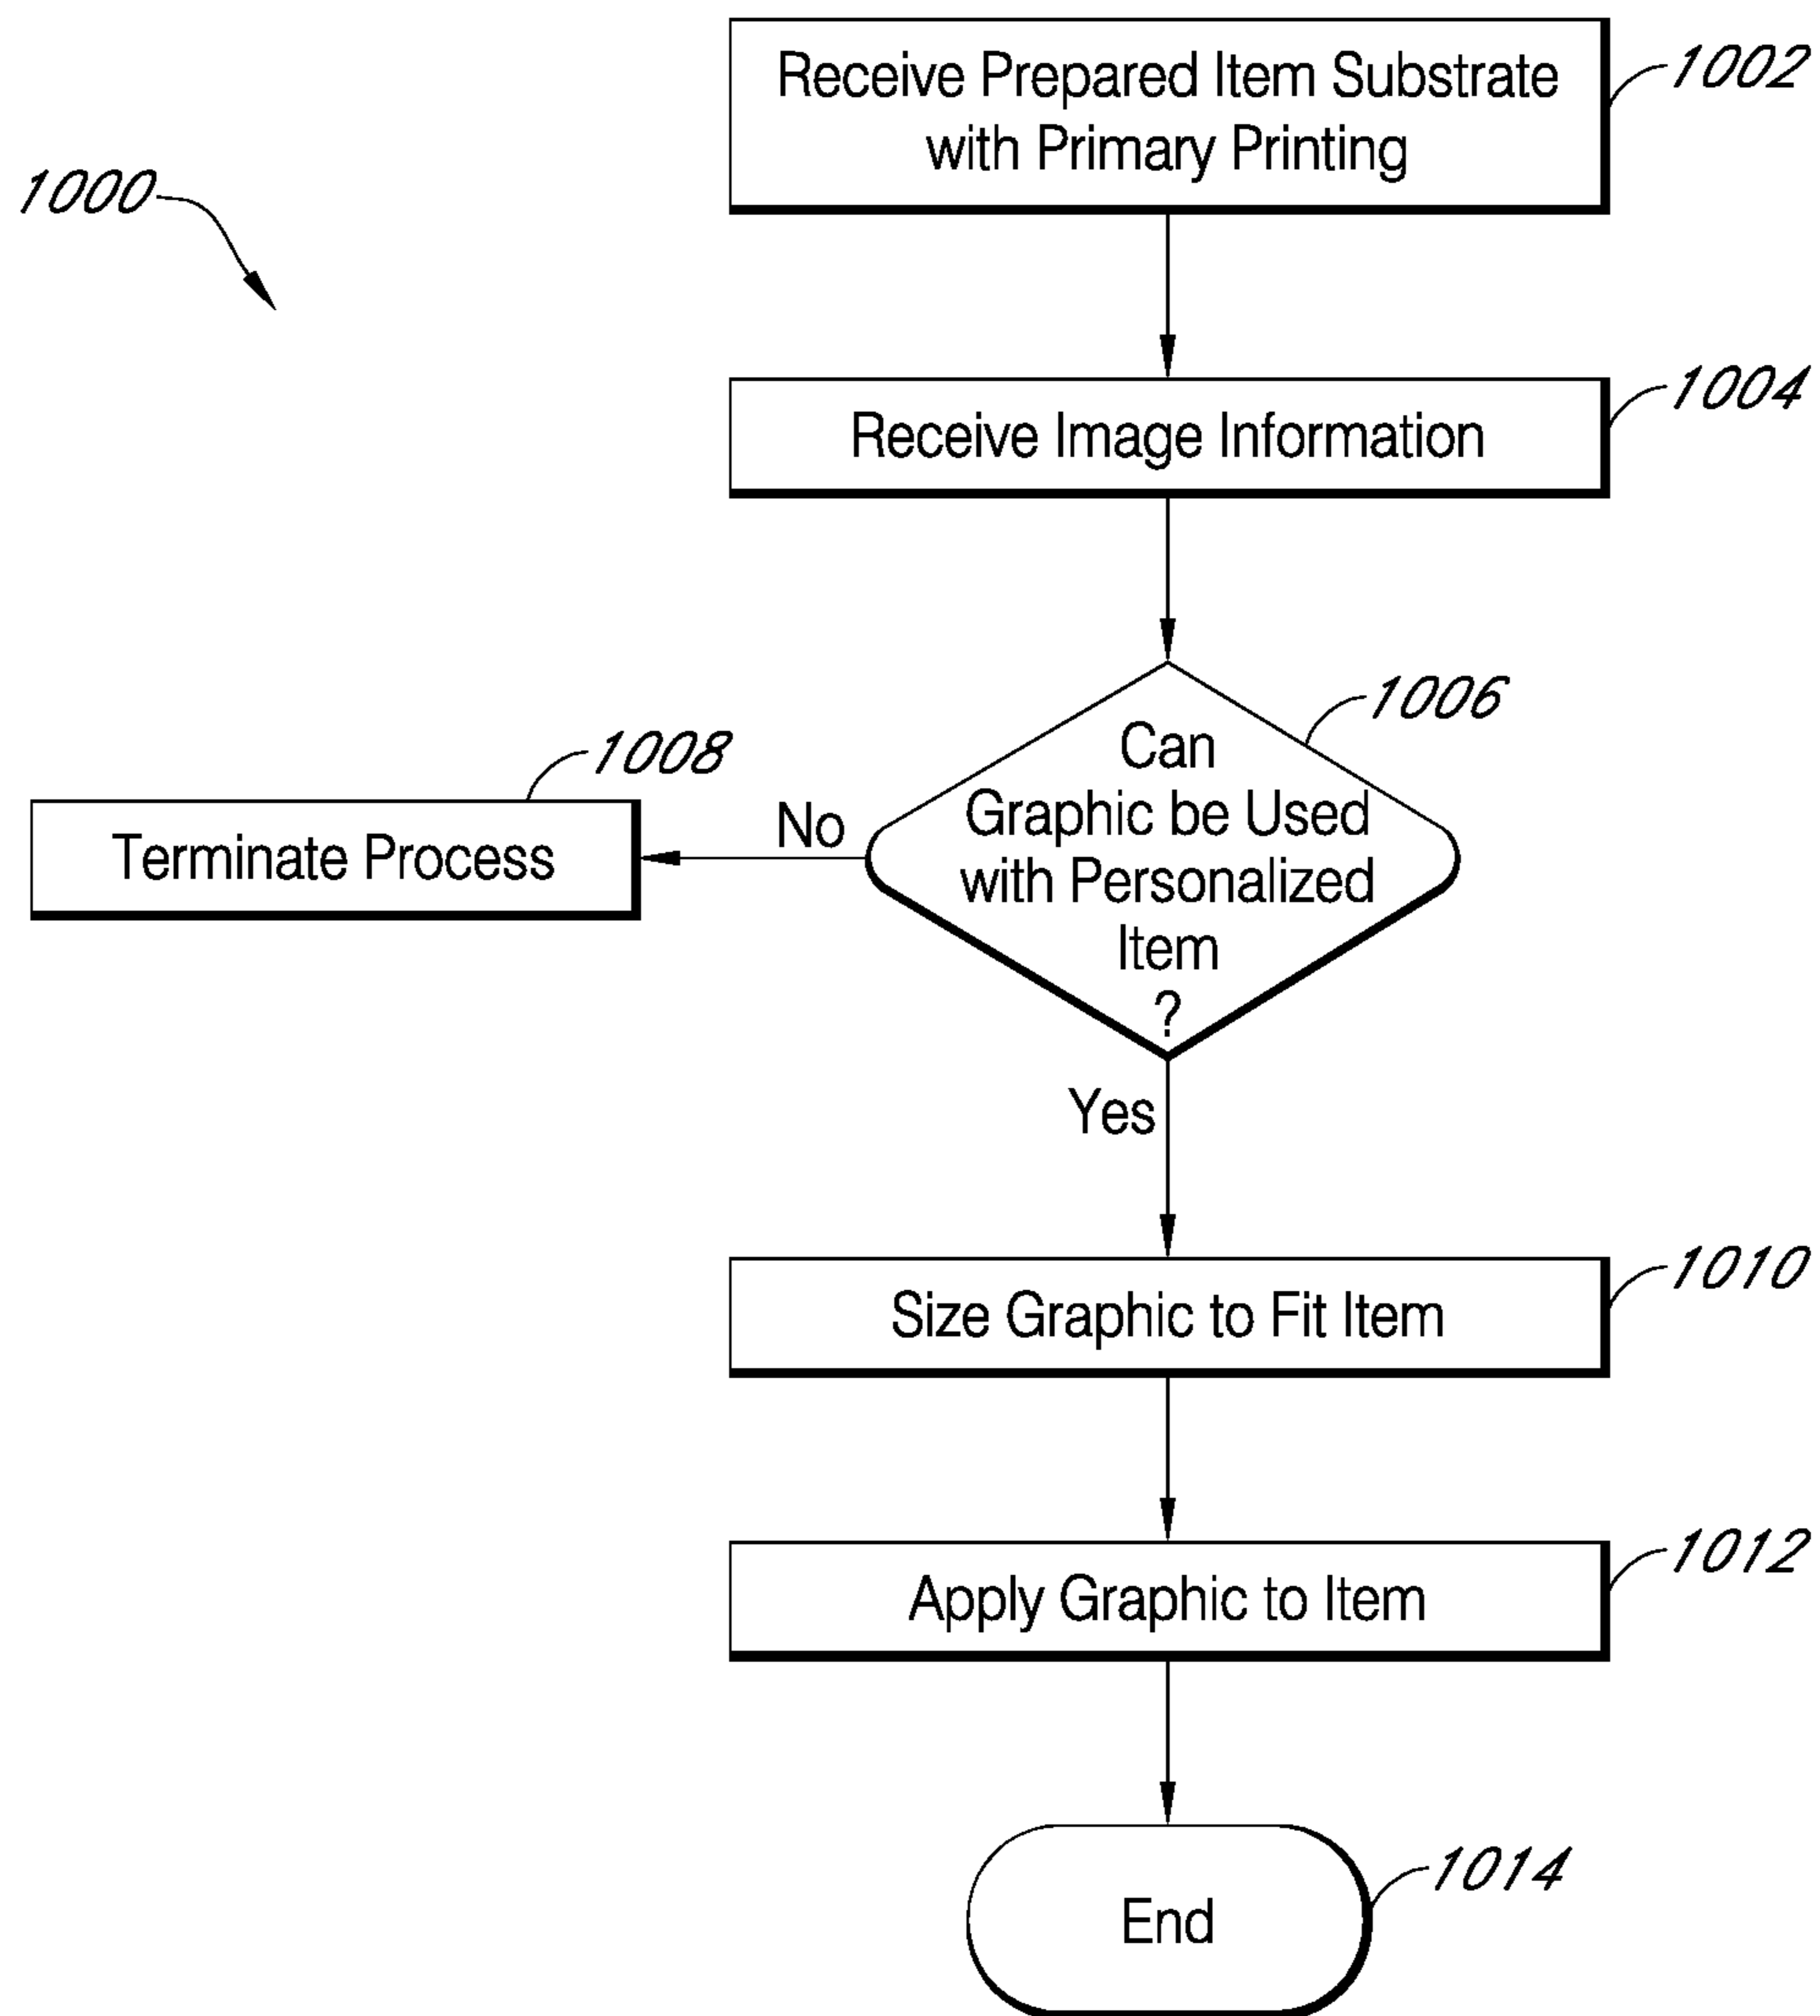 Receive Prepared Item Substrate
with Primary Printing
1002
1000
Receive Image Information
1004
Can
Graphic be Used
with Personalized
Item
?
1006
No
Terminate Process
1008
Yes
Size Graphic to Fit Item
1010
Apply Graphic to Item
1012
End
1014